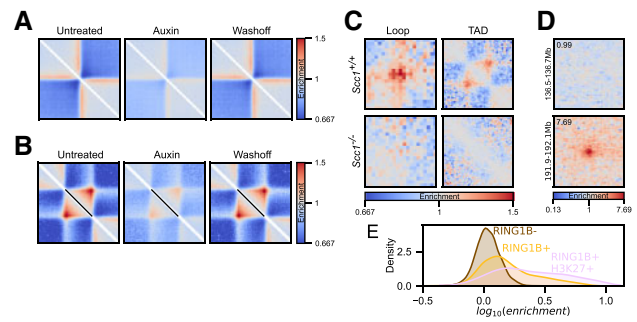 A
Untreated
Auxin
Washoff
1.5
1
0.667
Enrichment
B
Untreated
Auxin
Washoff
1.5
1
0.667
Enrichment
C
Loop
TAD
Scc1+/+
Scc1-/-
Enrichment
0.667
1
1.5
D
0.99
136.5-136.7Mb
7.69
191.9-192.1Mb
Enrichment
0.13
1
7.69
E
Density
2.5
0.0
RING1B-
RING1B+
RING1B+
H3K27+
−0.5
0.0
0.5
1.0
log10(enrichment)